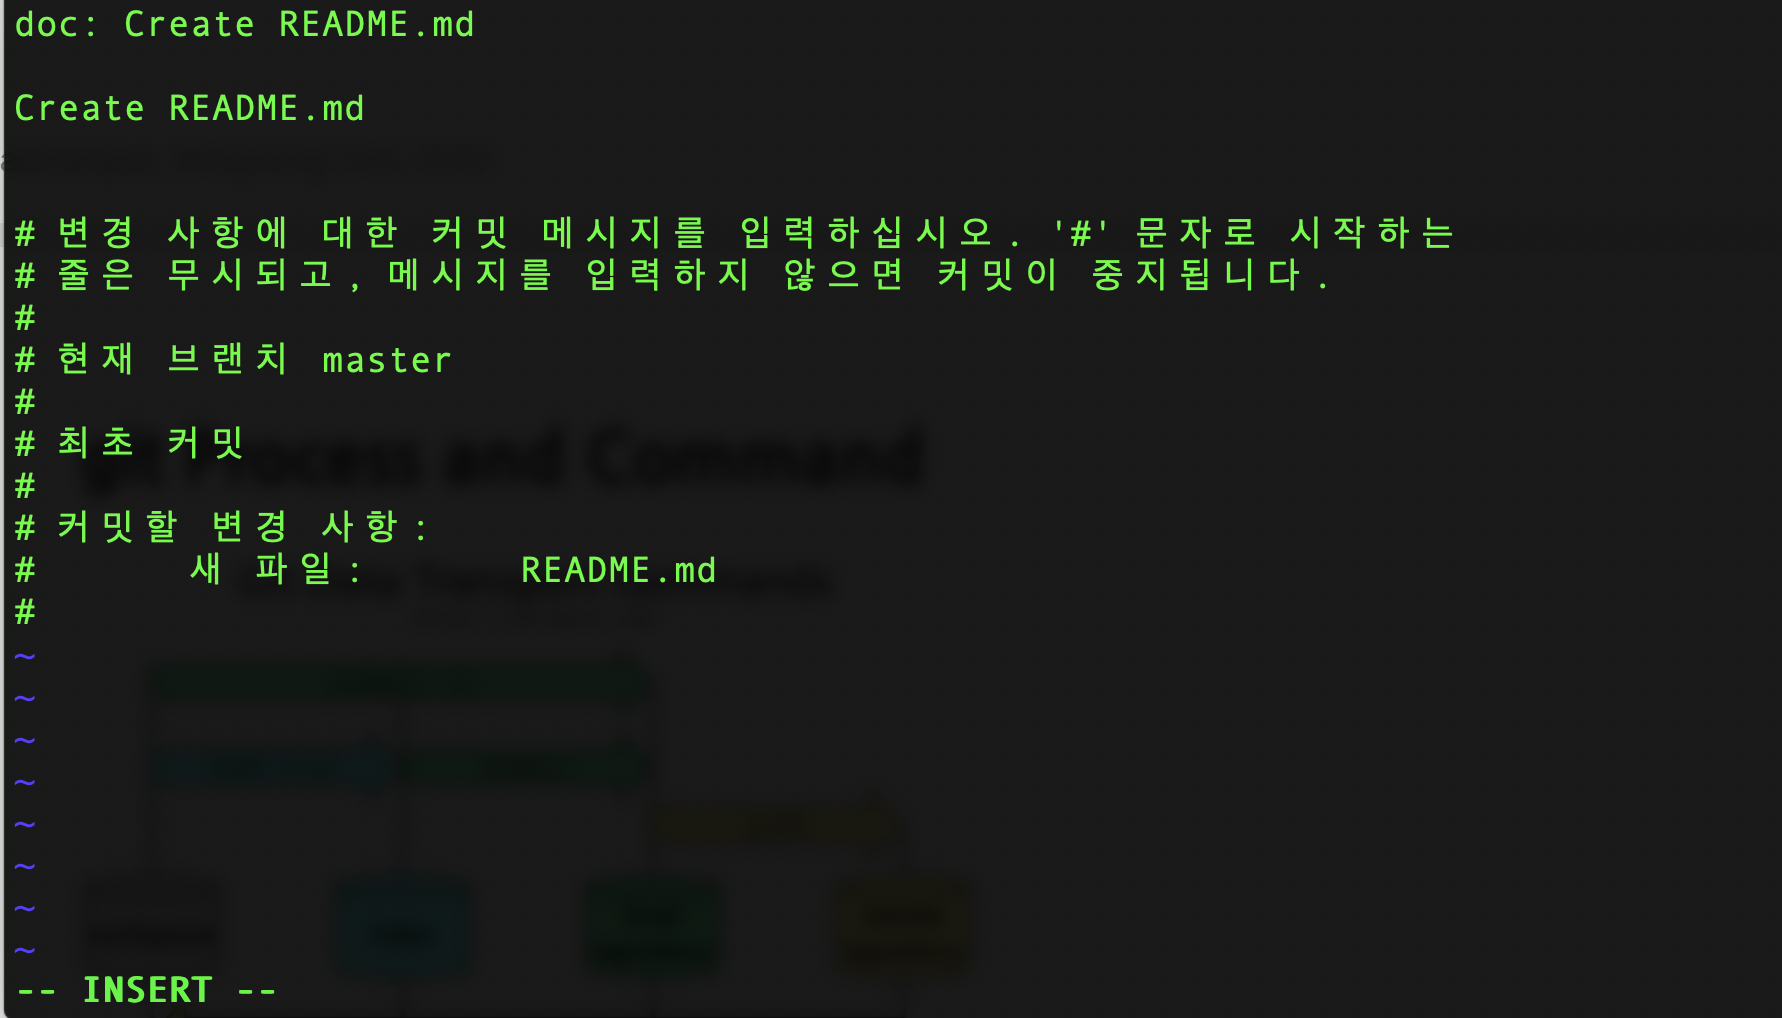 doc: Create README.md
Create README.md
# 변경 사항에 대한 커밋 메시지를 입력하십시오. '#' 문자로 시작하는
# 줄은 무시되고, 메시지를 입력하지 않으면 커밋이 중지됩니다.
#
# 현재 브랜치 master
#
# 최초 커밋
#
# 커밋할 변경 사항:
#	새 파일:	README.md
#
~
~
~
~
~
~
~
~
-- INSERT --
git Process and Command